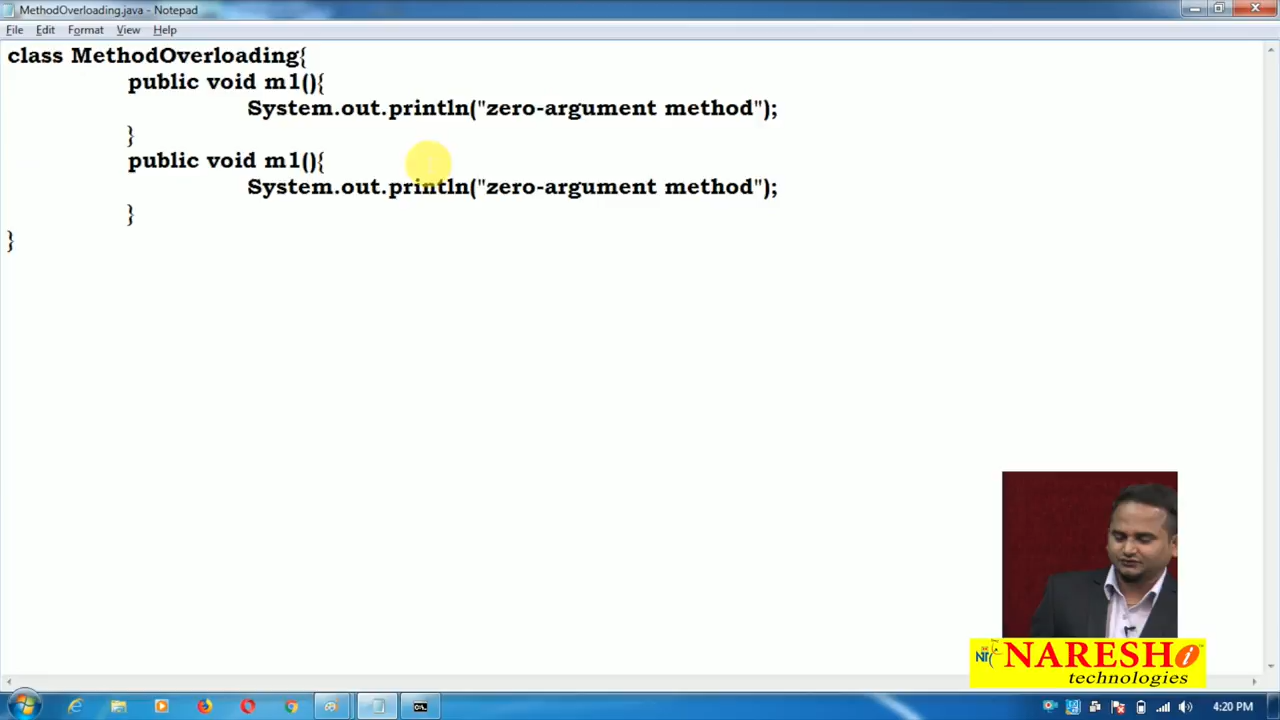 MethodOverloading.java - Notepad
File Edit Format View Help
class MethodOverloading{
public void m1(){
System.out.println("zero-argument method");
}
public void m1(){
System.out.println("zero-argument method");
}
}
NT
NARESH i
technologies
4:20 PM